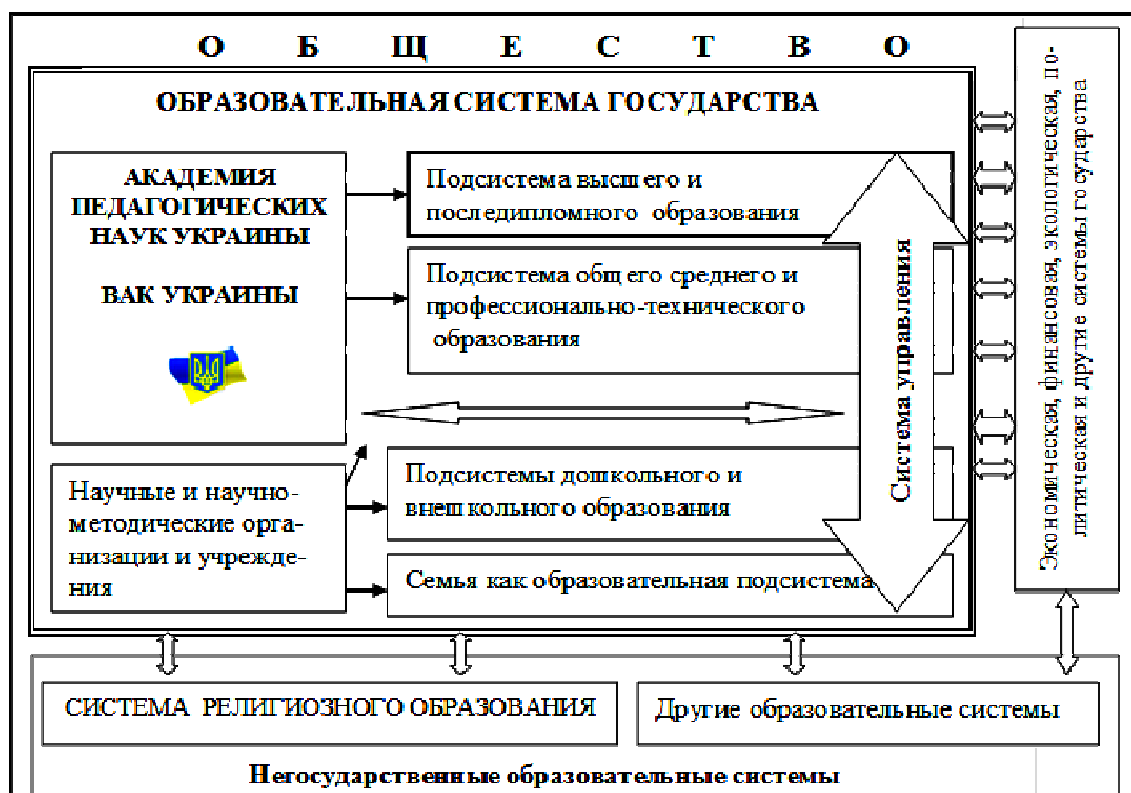 О Б Щ Е С Т В О
ОБРАЗОВАТЕЛЬНАЯ СИСТЕМА ГОСУДАРСТВА
АКАДЕМИЯ
ПЕДАГОГИЧЕСКИХ
НАУК УКРАИНЫ
ВАК УКРАИНЫ
Подсистема высшего и
последипломного образования
Подсистема общего среднего и
профессионально-технического
образования
Научные и научно-
методические орга-
низации и учрежде-
ния
Подсистемы дошкольного и
внешкольного образования
Семья как образовательная подсистема
Система управления
Экономическая, финансовая, экологическая, по-
литическая и другие системы государства
СИСТЕМА РЕЛИГИОЗНОГО ОБРАЗОВАНИЯ
Другие образовательные системы
Негосударственные образовательные системы